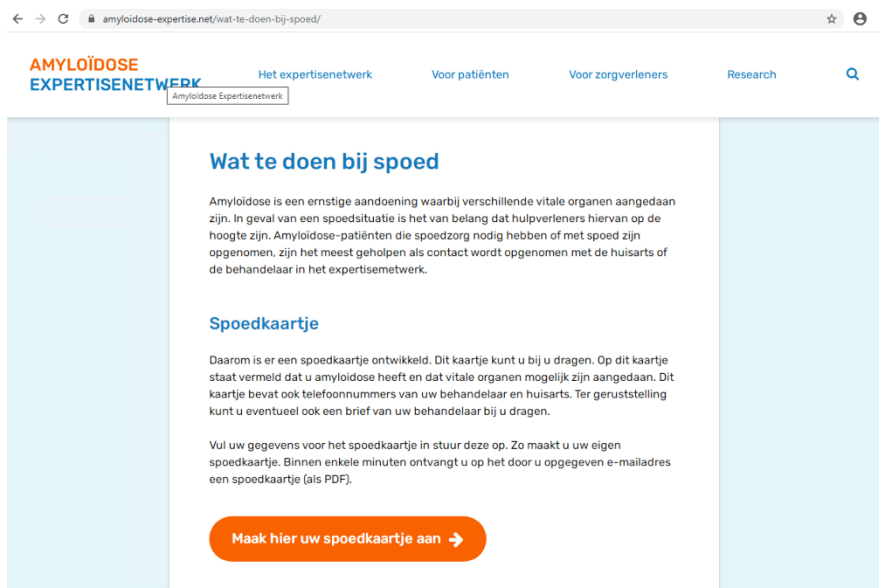 amyloidose-expertise.net/wat-te-doen-bij-spoed/
AMYLOÏDOSE
EXPERTISENETWERK
Het expertisenetwerk
Voor patiënten
Voor zorgverleners
Research
Amyloïdose Expertisenetwerk
Wat te doen bij spoed
Amyloïdose is een ernstige aandoening waarbij verschillende vitale organen aangedaan
zijn. In geval van een spoedsituatie is het van belang dat hulpverleners hiervan op de
hoogte zijn. Amyloïdose-patiënten die spoedzorg nodig hebben of met spoed zijn
opgenomen, zijn het meest geholpen als contact wordt opgenomen met de huisarts of
de behandelaar in het expertisemetwerk.
Spoedkaartje
Daarom is er een spoedkaartje ontwikkeld. Dit kaartje kunt u bij u dragen. Op dit kaartje
staat vermeld dat u amyloidose heeft en dat vitale organen mogelijk zijn aangedaan. Dit
kaartje bevat ook telefoonnummers van uw behandelaar en huisarts. Ter geruststelling
kunt u eventueel ook een brief van uw behandelaar bij u dragen.
Vul uw gegevens voor het spoedkaartje in stuur deze op. Zo maakt u uw eigen
spoedkaartje. Binnen enkele minuten ontvangt u op het door u opgegeven e-mailadres
een spoedkaartje (als PDF).
Maak hier uw spoedkaartje aan →